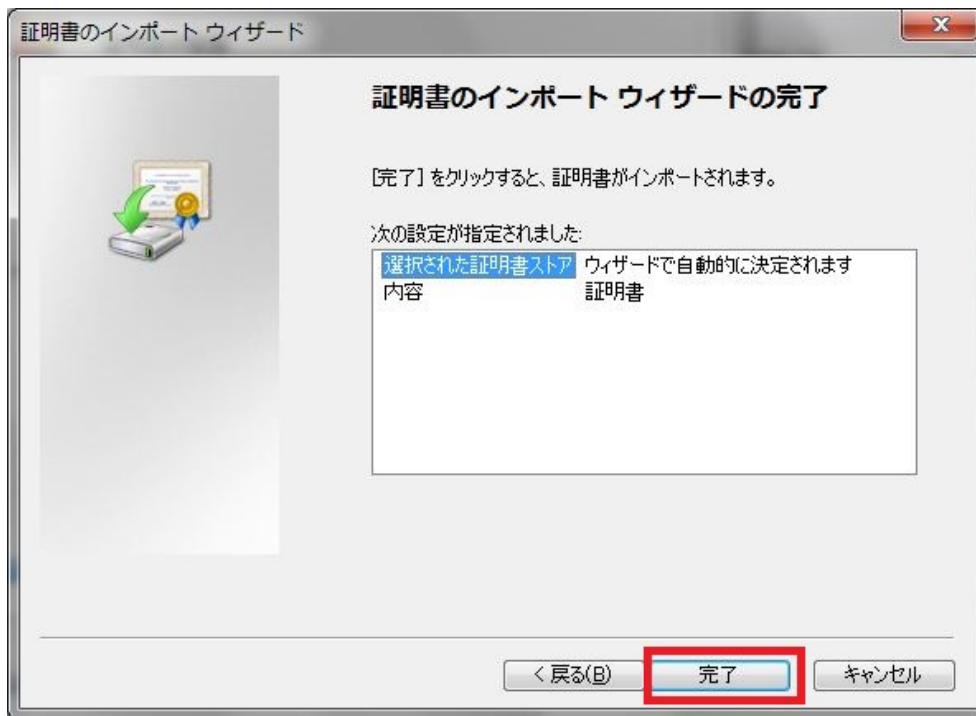 証明書のインポート ウィザード
証明書のインポート ウィザードの完了
[完了] をクリックすると、証明書がインポートされます。
次の設定が指定されました:
選択された証明書ストア ウィザードで自動的に決定されます
内容 証明書
< 戻る(B) 完了 キャンセル